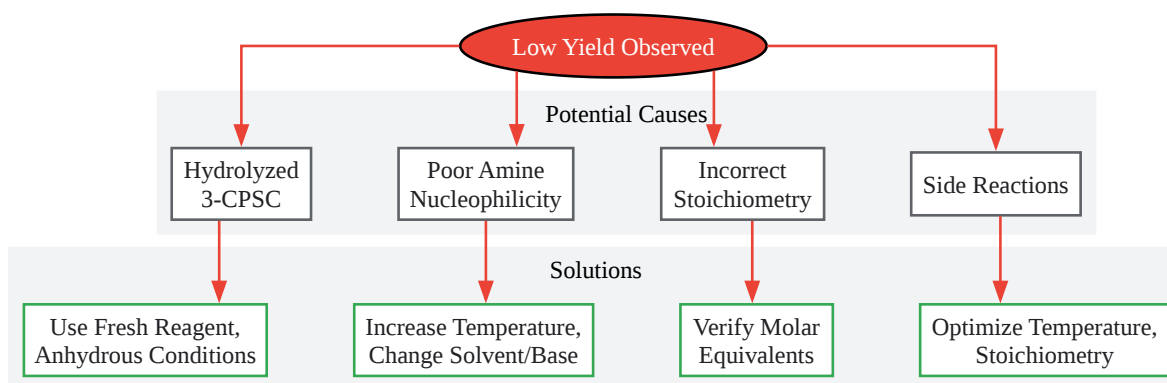 Low Yield Observed
Potential Causes
Hydrolyzed
3-CPSC
Poor Amine
Nucleophilicity
Incorrect
Stoichiometry
Side Reactions
Solutions
Use Fresh Reagent,
Anhydrous Conditions
Increase Temperature,
Change Solvent/Base
Verify Molar
Equivalents
Optimize Temperature,
Stoichiometry